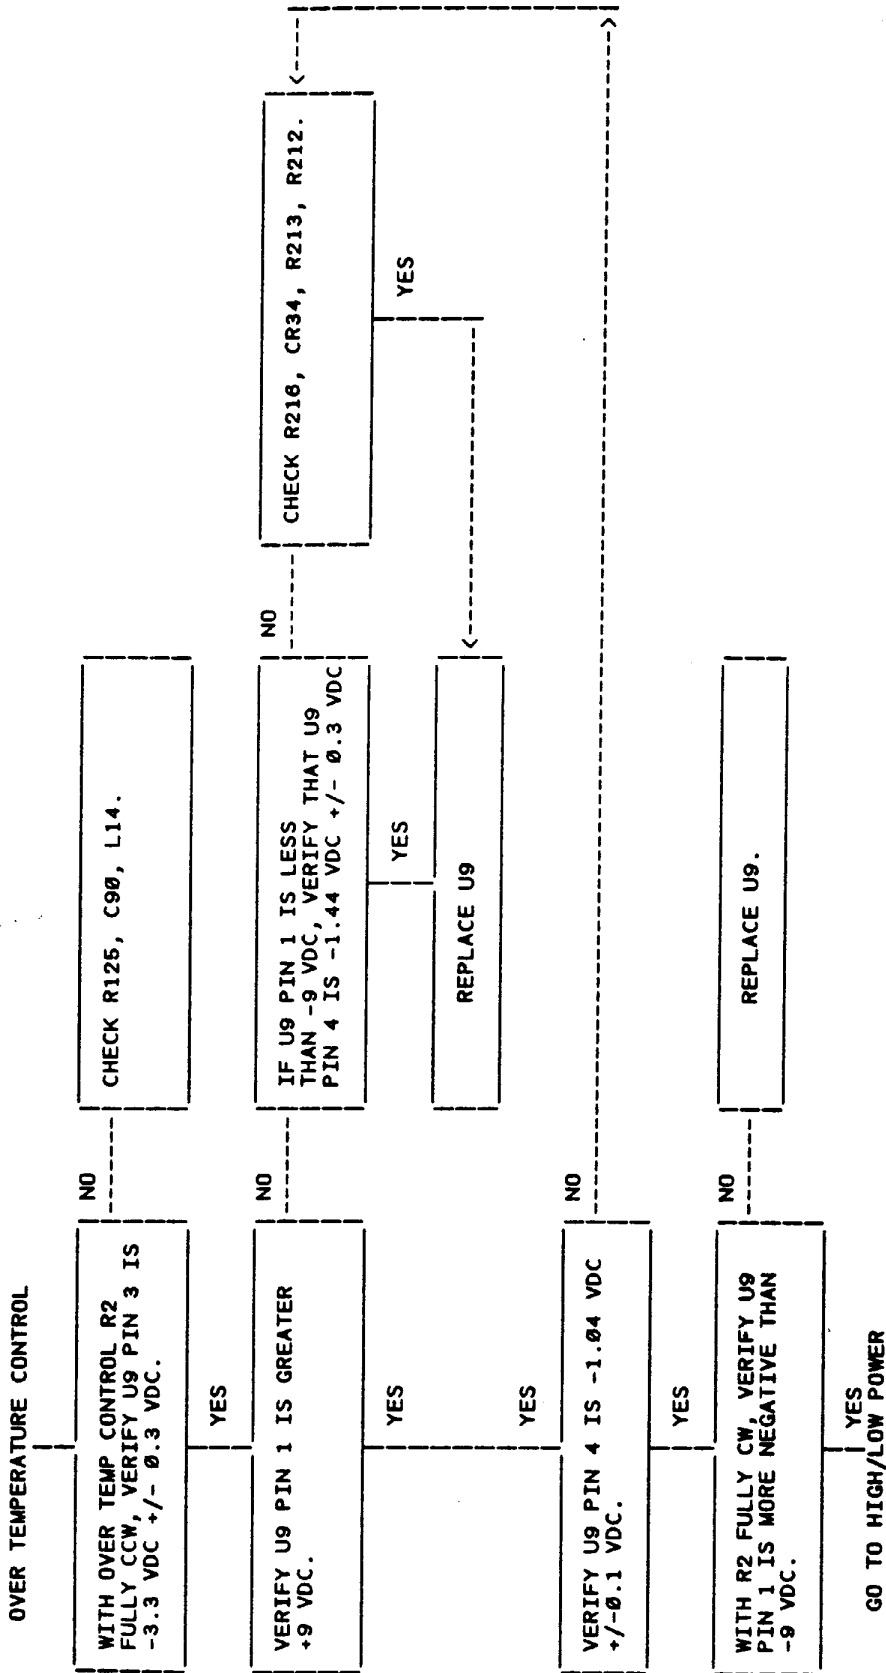 OVER TEMPERATURE CONTROL
WITH OVER TEMP CONTROL R2
FULLY CCW, VERIFY U9 PIN 3 IS
-3.3 VDC +/- 0.3 VDC.
NO
CHECK R125, C90, L14.
YES
VERIFY U9 PIN 1 IS GREATER
+9 VDC.
NO
IF U9 PIN 1 IS LESS
THAN -9 VDC, VERIFY THAT U9
PIN 4 IS -1.44 VDC +/- 0.3 VDC
NO
CHECK R216, CR34, R213, R212.
YES
YES
REPLACE U9
YES
YES
VERIFY U9 PIN 4 IS -1.04 VDC
+/-0.1 VDC.
NO
YES
WITH R2 FULLY CW, VERIFY U9
PIN 1 IS MORE NEGATIVE THAN
-9 VDC.
NO
REPLACE U9.
YES
GO TO HIGH/LOW POWER